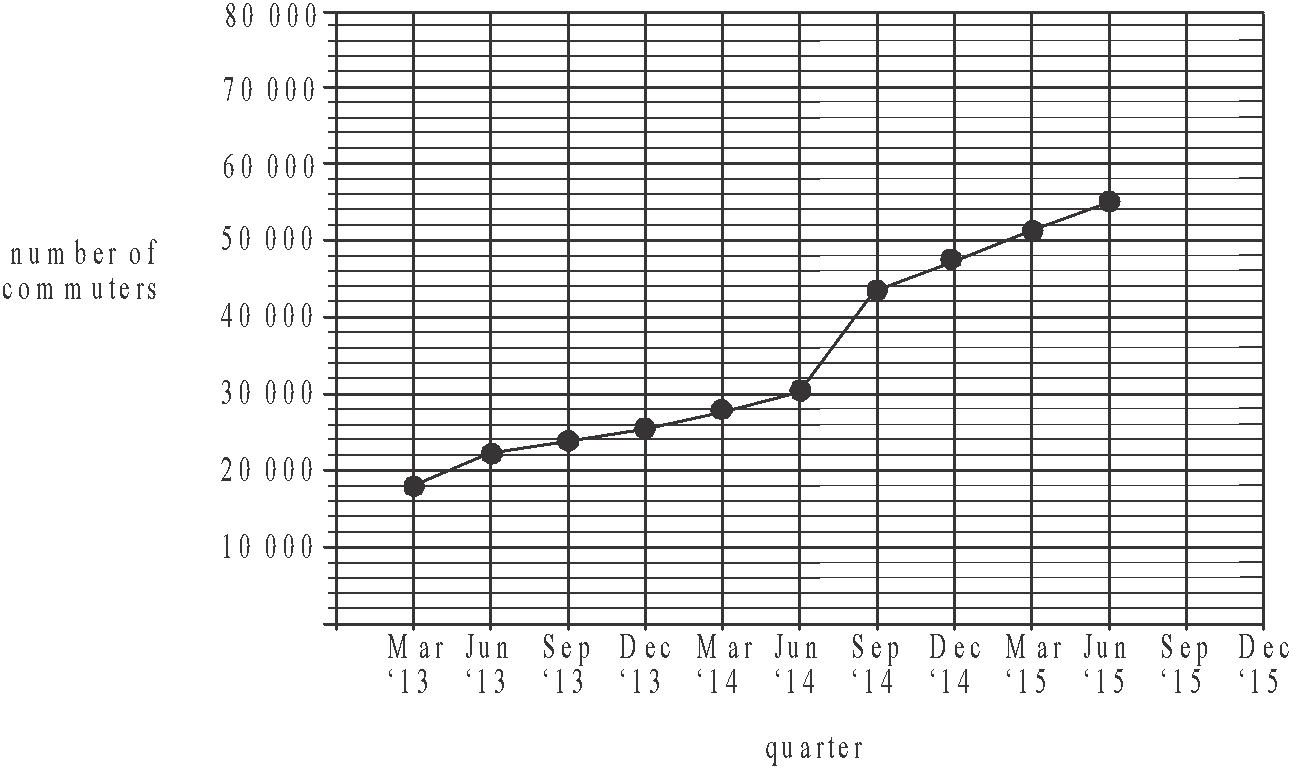 80 000
70 000
60 000
50 000
40 000
30 000
20 000
10 000
number of
commuters
Mar Jun Sep Dec Mar Jun Sep Dec Mar Jun Sep Dec
‘13 ‘13 ‘13 ‘13 ‘14 ‘14 ‘14 ‘14 ‘15 ‘15 ‘15 ‘15
quarter